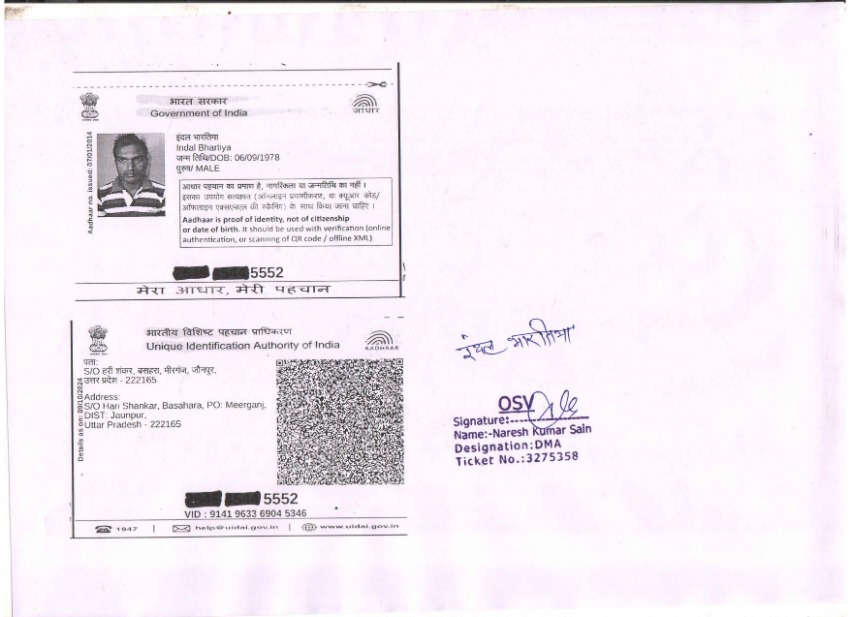 भारत सरकार
Government of India
आधार
Aadhaar no. issued: 07/01/2014
इंदल भारतिया
Indal Bhartiya
जन्म तिथि/DOB: 06/09/1978
पुरुष/ MALE
आधार पहचान का प्रमाण है, नागरिकता या जन्मतिथि का नहीं ।
इसका उपयोग सत्यापन (ऑनलाइन प्रमाणीकरण, या क्यूआर कोड/
ऑफलाइन एक्सएमएल की स्कैनिंग) के साथ किया जाना चाहिए ।
Aadhaar is proof of identity, not of citizenship
or date of birth. It should be used with verification (online
authentication, or scanning of QR code / offline XML).
5552
मेरा आधार, मेरी पहचान
भारतीय विशिष्ट पहचान प्राधिकरण
Unique Identification Authority of India
AADHAAR
Details as on: 09/10/2024
पता:
S/O हरी शंकर, बसहरा, मीरगंज, जौनपुर,
उत्तर प्रदेश - 222165
Address:
S/O Hari Shankar, Basahara, PO: Meerganj,
DIST: Jaunpur,
Uttar Pradesh - 222165
5552
VID : 9141 9633 6904 5346
1947 | help@uidai.gov.in | www.uidai.gov.in
इंदल भारतिया
OSV
Signature:-
Name:-Naresh Kumar Sain
Designation:DMA
Ticket No.:3275358